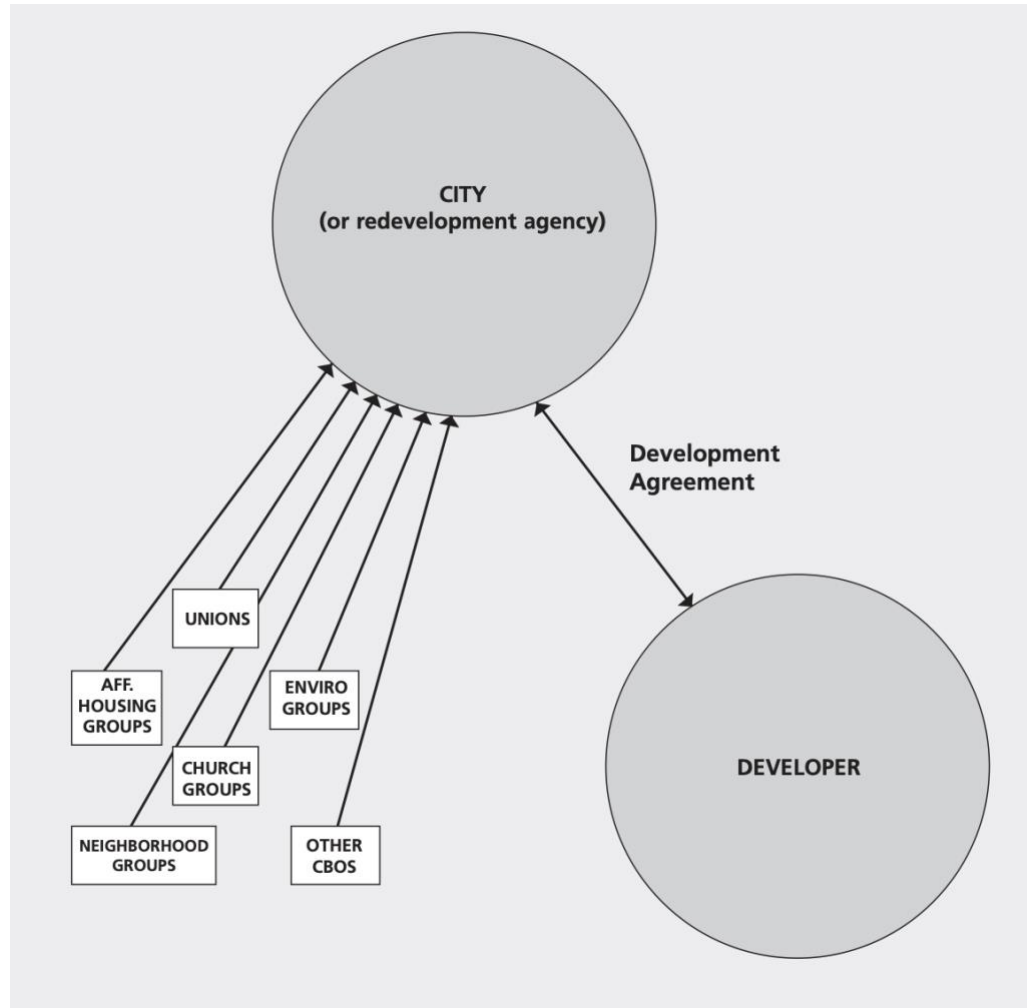 CITY
(or redevelopment agency)
Development
Agreement
UNIONS
AFF.
HOUSING
GROUPS
ENVIRO
GROUPS
CHURCH
GROUPS
DEVELOPER
NEIGHBORHOOD
GROUPS
OTHER
CBOS